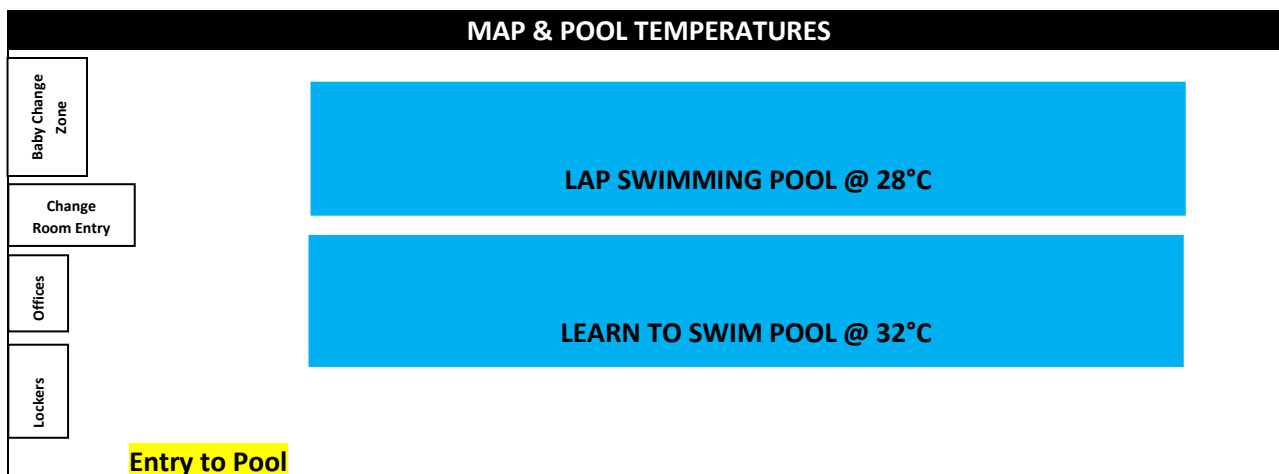 MAP & POOL TEMPERATURES
Baby Change
Zone
LAP SWIMMING POOL @ 28°C
Change
Room Entry
Offices
LEARN TO SWIM POOL @ 32°C
Lockers
Entry to Pool